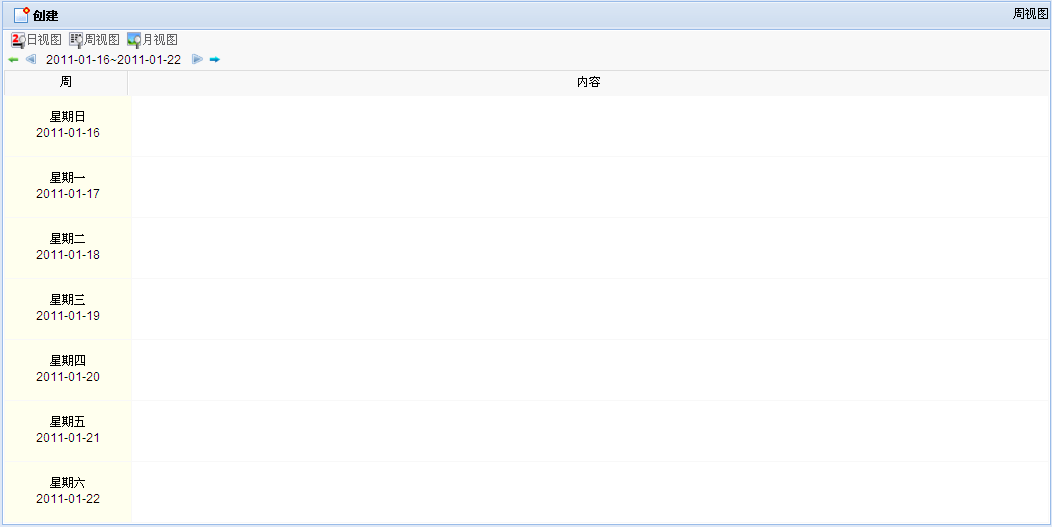 创建 周视图
日视图 周视图 月视图
2011-01-16~2011-01-22
周 内容
星期日
2011-01-16
星期一
2011-01-17
星期二
2011-01-18
星期三
2011-01-19
星期四
2011-01-20
星期五
2011-01-21
星期六
2011-01-22